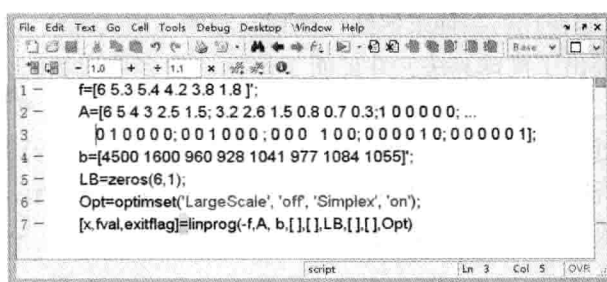 File Edit Text Go Cell Tools Debug Desktop Window Help
Base
- 1.0 + ÷ 1.1 ×
1 - f=[6 5.3 5.4 4.2 3.8 1.8 ]';
2 - A=[6 5 4 3 2.5 1.5; 3.2 2.6 1.5 0.8 0.7 0.3;1 0 0 0 0 0; ...
3 0 1 0 0 0 0; 0 0 1 0 0 0 ; 0 0 0 1 0 0; 0 0 0 0 1 0; 0 0 0 0 0 1];
4 - b=[4500 1600 960 928 1041 977 1084 1055]';
5 - LB=zeros(6,1);
6 - Opt=optimset('LargeScale', 'off', 'Simplex', 'on');
7 - [x,fval,exitflag]=linprog(-f,A, b,[ ],[ ],LB,[ ],[ ],Opt)
script Ln 3 Col 5 OVR